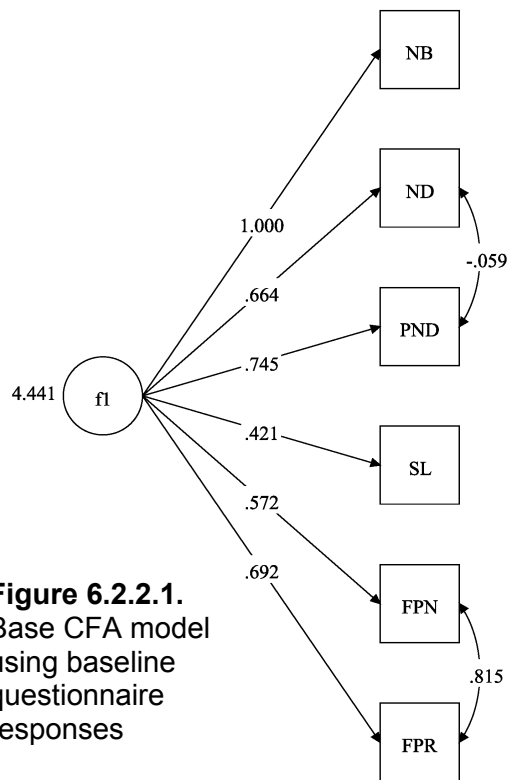 NB
ND
1.000
-.059
.664
PND
.745
4.441
f1
.421
SL
.572
.692
Figure 6.2.2.1.
Base CFA model
using baseline
questionnaire
responses
FPN
.815
FPR